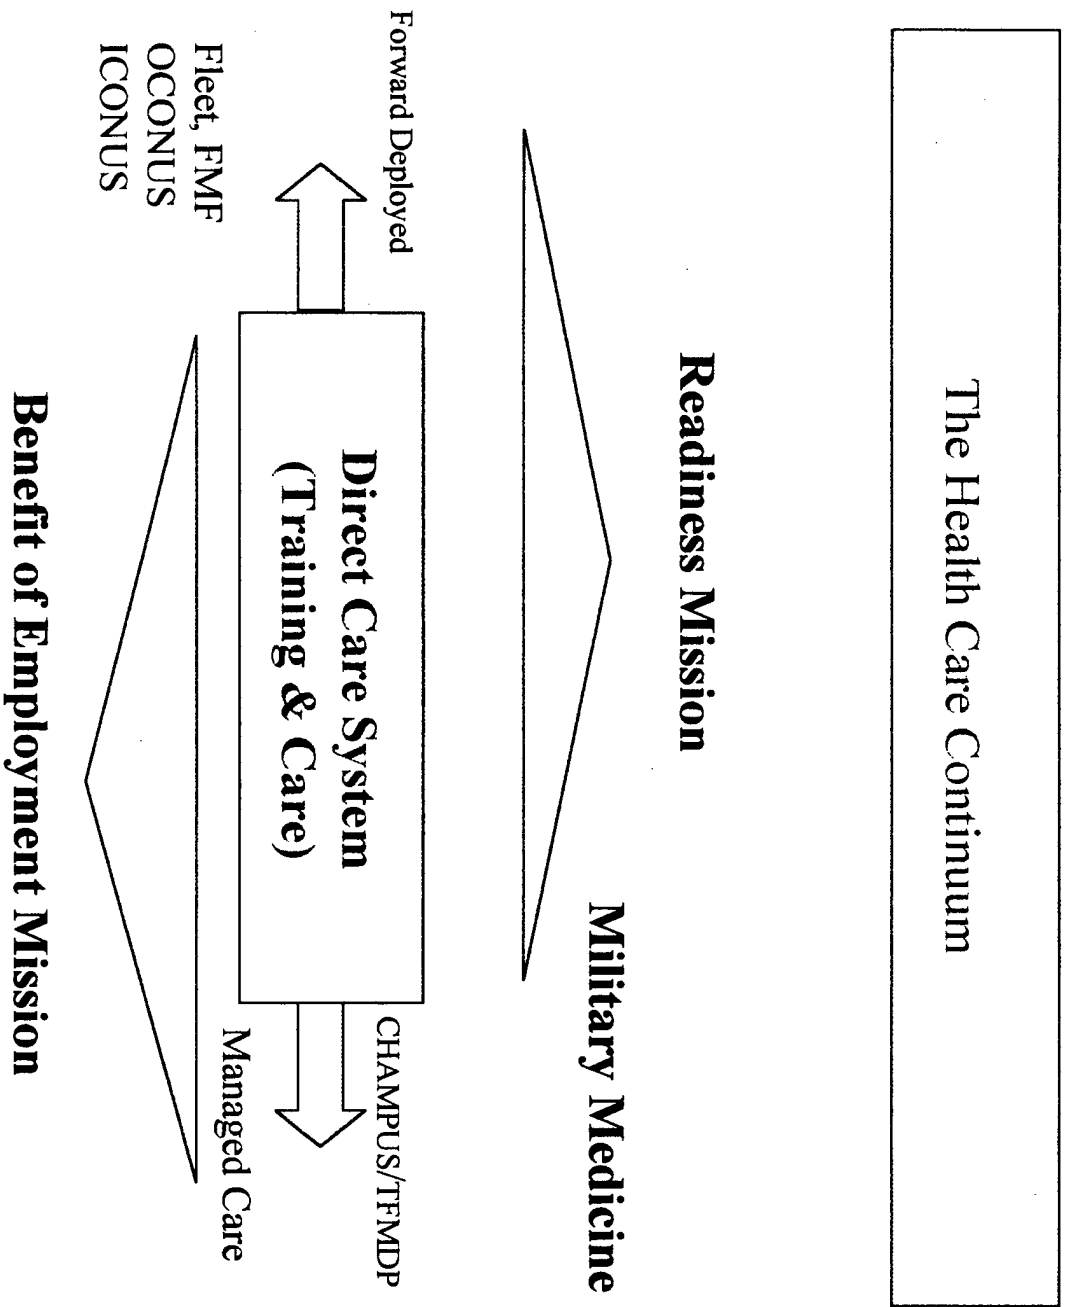 The Health Care Continuum
Readiness Mission
Military Medicine
Forward Deployed
CHAMPUS/TFMDP
Direct Care System
(Training & Care)
Fleet, FMF
OCONUS
ICONUS
Managed Care
Benefit of Employment Mission